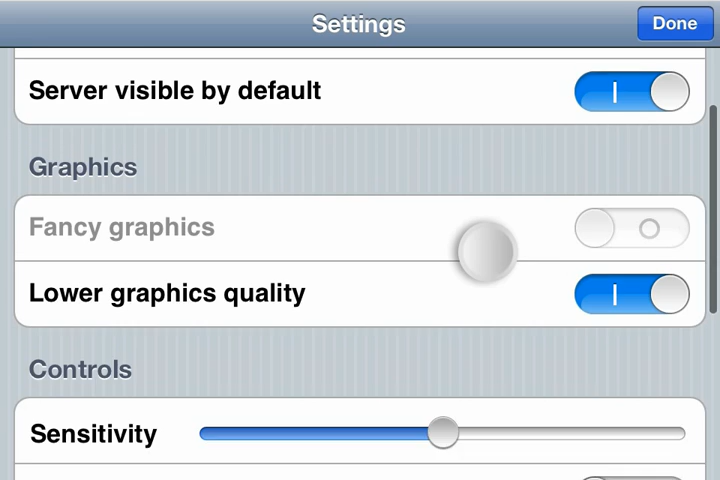 Settings
Done
Server visible by default
Graphics
Fancy graphics
Lower graphics quality
Controls
Sensitivity